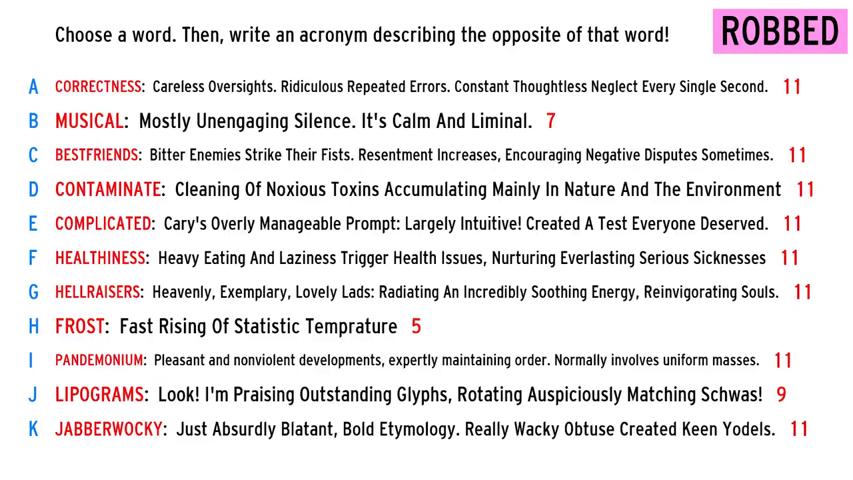 Choose a word. Then, write an acronym describing the opposite of that word! ROBBED
A CORRECTNESS: Careless Oversights. Ridiculous Repeated Errors. Constant Thoughtless Neglect Every Single Second. 11
B MUSICAL: Mostly Unengaging Silence. It's Calm And Liminal. 7
C BESTFRIENDS: Bitter Enemies Strike Their Fists. Resentment Increases, Encouraging Negative Disputes Sometimes. 11
D CONTAMINATE: Cleaning Of Noxious Toxins Accumulating Mainly In Nature And The Environment 11
E COMPLICATED: Cary's Overly Manageable Prompt: Largely Intuitive! Created A Test Everyone Deserved. 11
F HEALTHINESS: Heavy Eating And Laziness Trigger Health Issues, Nurturing Everlasting Serious Sicknesses 11
G HELLRAISERS: Heavenly, Exemplary, Lovely Lads: Radiating An Incredibly Soothing Energy, Reinvigorating Souls. 11
H FROST: Fast Rising Of Statistic Temprature 5
I PANDEMONIUM: Pleasant and nonviolent developments, expertly maintaining order. Normally involves uniform masses. 11
J LIPOGRAMS: Look! I'm Praising Outstanding Glyphs, Rotating Auspiciously Matching Schwas! 9
K JABBERWOCKY: Just Absurdly Blatant, Bold Etymology. Really Wacky Obtuse Created Keen Yodels. 11